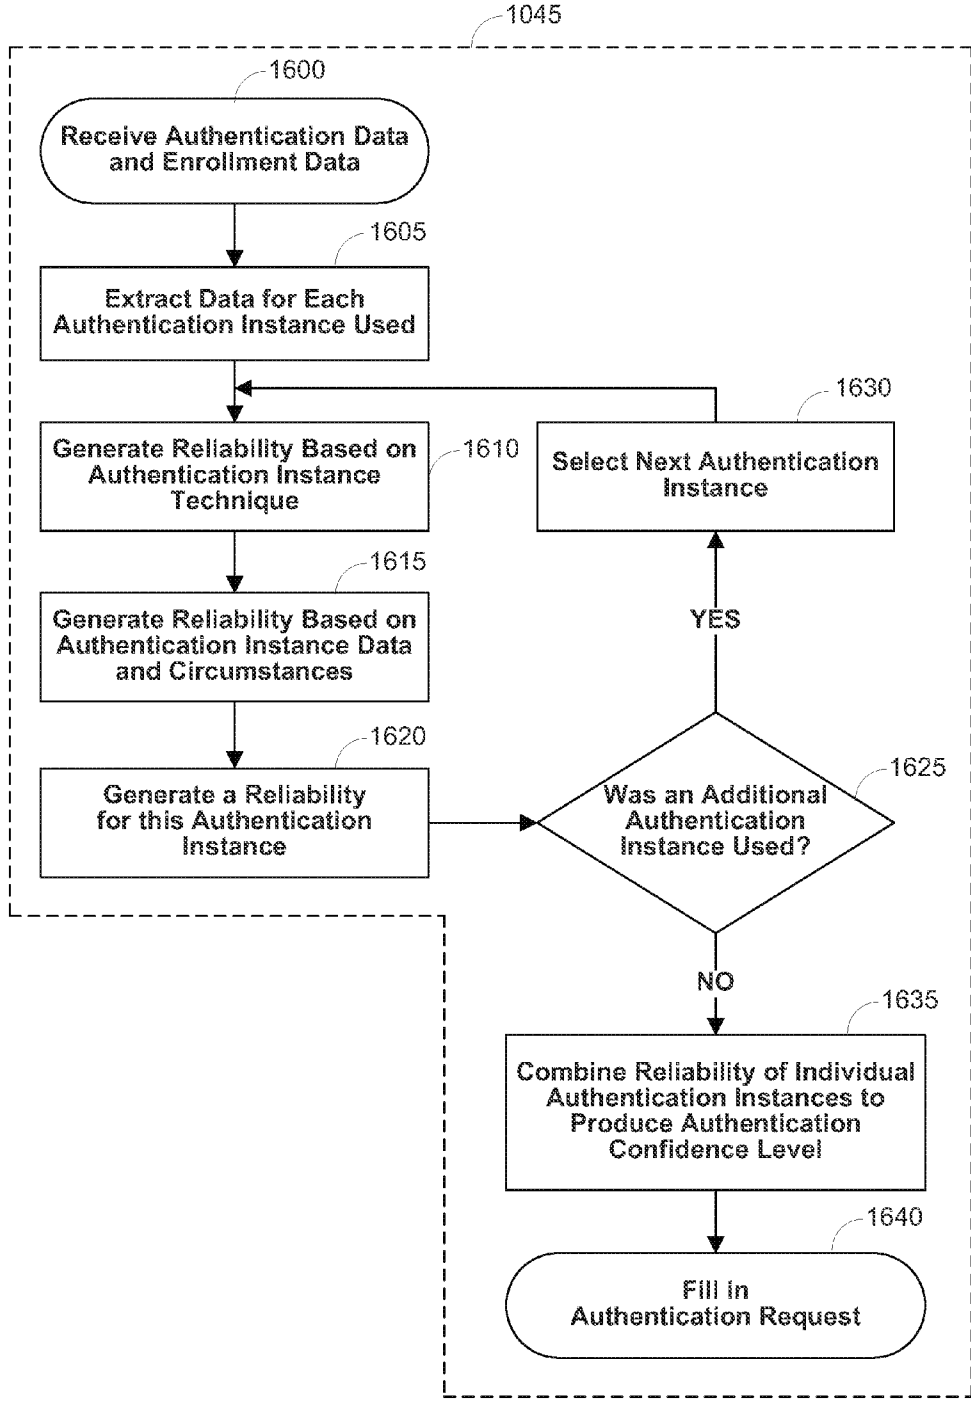 1045
1600
Receive Authentication Data
and Enrollment Data
1605
Extract Data for Each
Authentication Instance Used
1630
Generate Reliability Based on
Authentication Instance
Technique
1610
Select Next Authentication
Instance
1615
Generate Reliability Based on
Authentication Instance Data
and Circumstances
YES
1620
Generate a Reliability
for this Authentication
Instance
1625
Was an Additional
Authentication
Instance Used?
NO
1635
Combine Reliability of Individual
Authentication Instances to
Produce Authentication
Confidence Level
1640
Fill in
Authentication Request